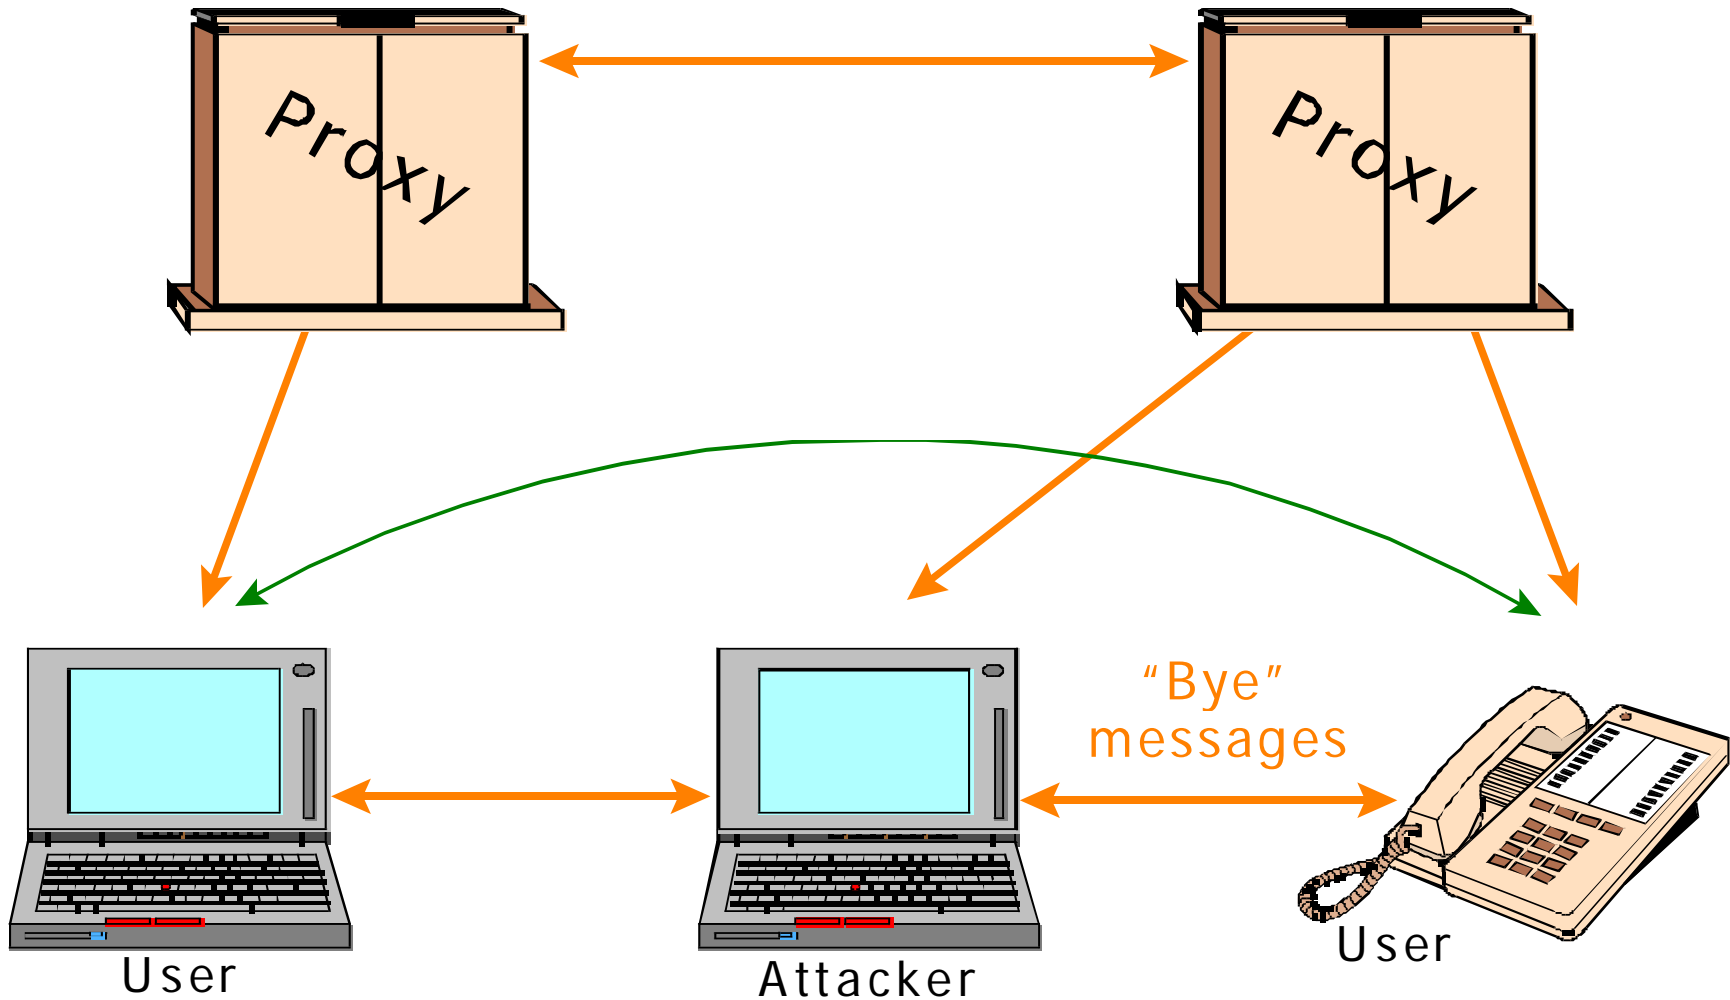 Proxy
Proxy
“Bye”
messages
User
Attacker
User